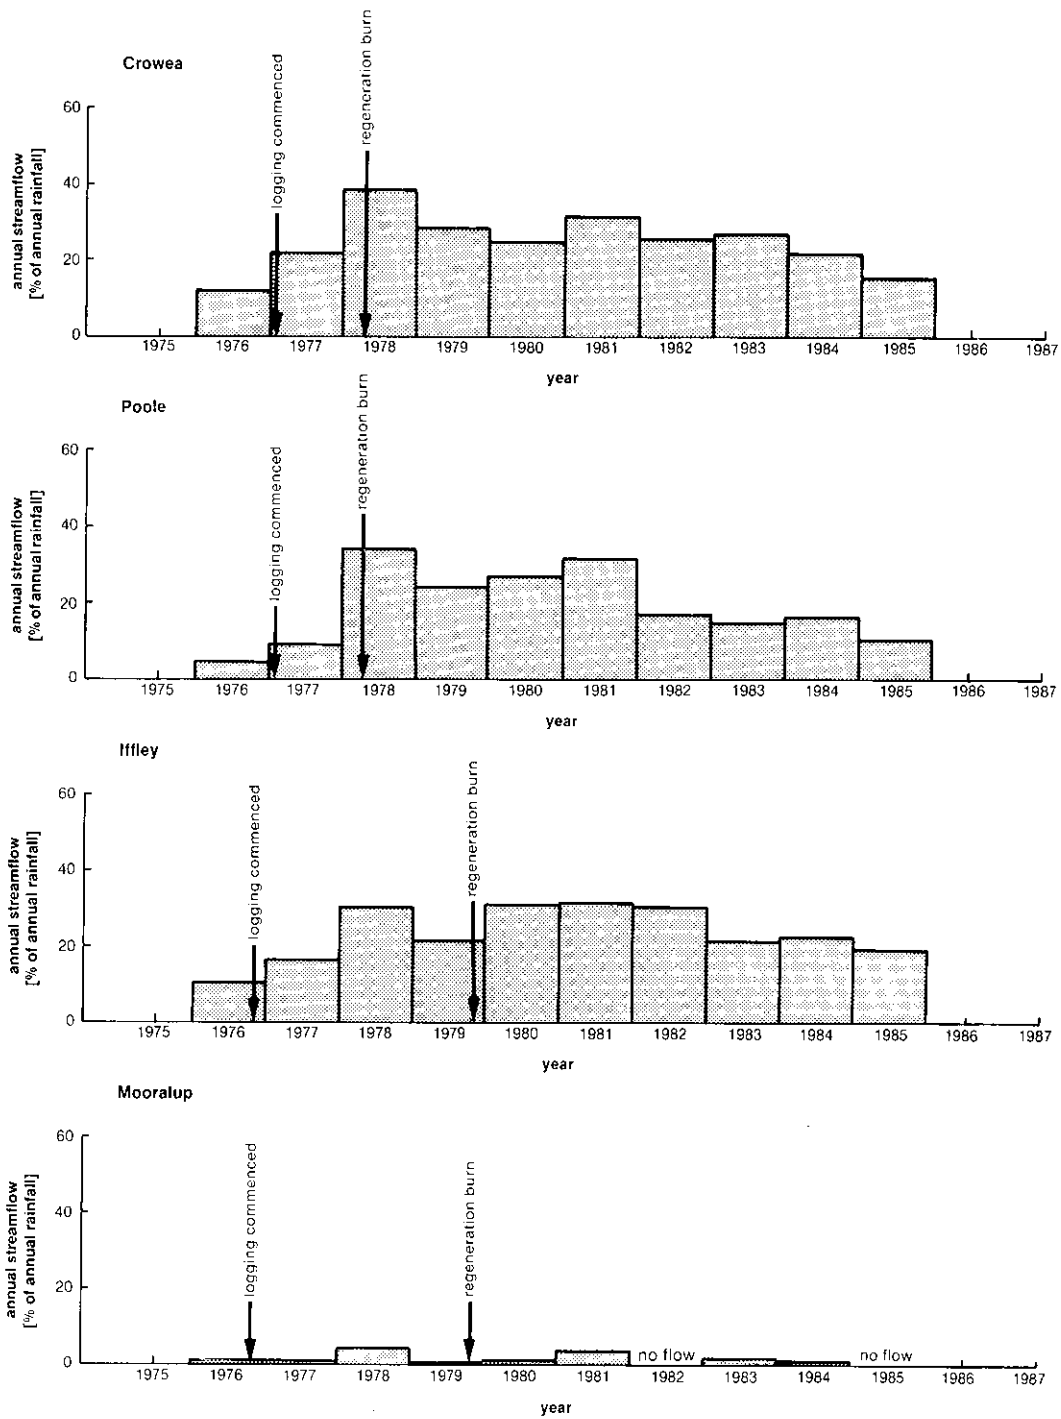 Crowea
logging commenced
regeneration burn
annual streamflow
[% of annual rainfall]
60
40
20
0
1975 1976 1977 1978 1979 1980 1981 1982 1983 1984 1985 1986 1987
year
Poole
logging commenced
regeneration burn
annual streamflow
[% of annual rainfall]
60
40
20
0
1975 1976 1977 1978 1979 1980 1981 1982 1983 1984 1985 1986 1987
year
Iffley
logging commenced
regeneration burn
annual streamflow
[% of annual rainfall]
60
40
20
0
1975 1976 1977 1978 1979 1980 1981 1982 1983 1984 1985 1986 1987
year
Mooralup
logging commenced
regeneration burn
annual streamflow
[% of annual rainfall]
60
40
20
0
no flow no flow
1975 1976 1977 1978 1979 1980 1981 1982 1983 1984 1985 1986 1987
year